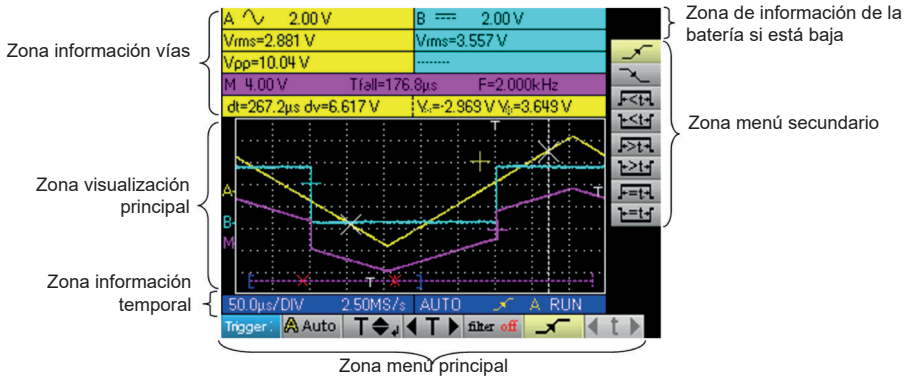 Zona información vías
Zona visualización
principal
Zona información
temporal
A 2.00 V B 2.00 V
Vrms=2.881 V Vrms=3.557 V
Vpp=10.04 V --------
M 4.00 V Tfall=176.8µs F=2.000kHz
dt=267.2µs dv=6.617 V
T
A
B
M
T
T
50.0µs/DIV 2.50MS/s AUTO A RUN
Trigger: A Auto T T filter off t
Zona de información de la
batería si está baja
<t
<t
>t
>t
=t
=t
Zona menú secundario
Zona menú principal